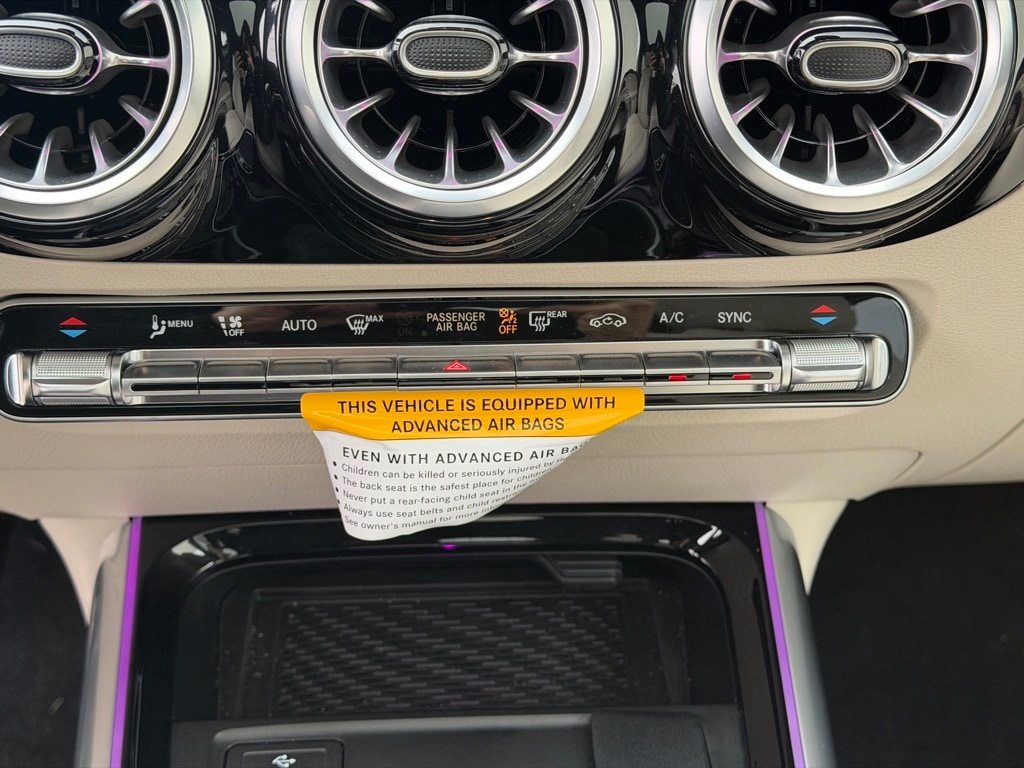 MENU
OFF
AUTO
MAX
ON
PASSENGER
AIR BAG
OFF
REAR
A/C
SYNC
THIS VEHICLE IS EQUIPPED WITH
ADVANCED AIR BAGS
EVEN WITH ADVANCED AIR
• Children can be killed or seriously injured by
• The back seat is the safest place for
• Never put a rear-facing child seat in the
• Always use seat belts and child
See owner's manual for more